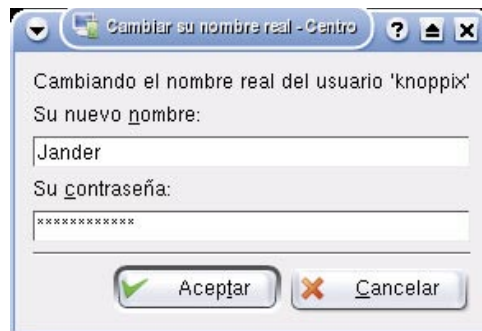 Cambiar su nombre real - Centro
Cambiando el nombre real del usuario 'knoppix'
Su nuevo nombre:
Jander
Su contraseña:
************
Aceptar
Cancelar